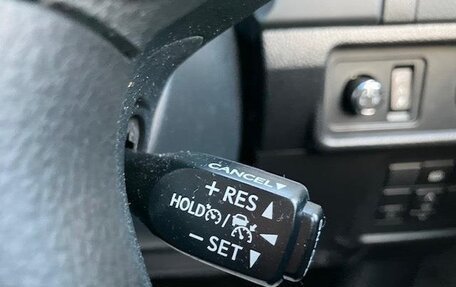 CANCEL▼
+ RES ▲
HOLD / ◄
− SET ▼